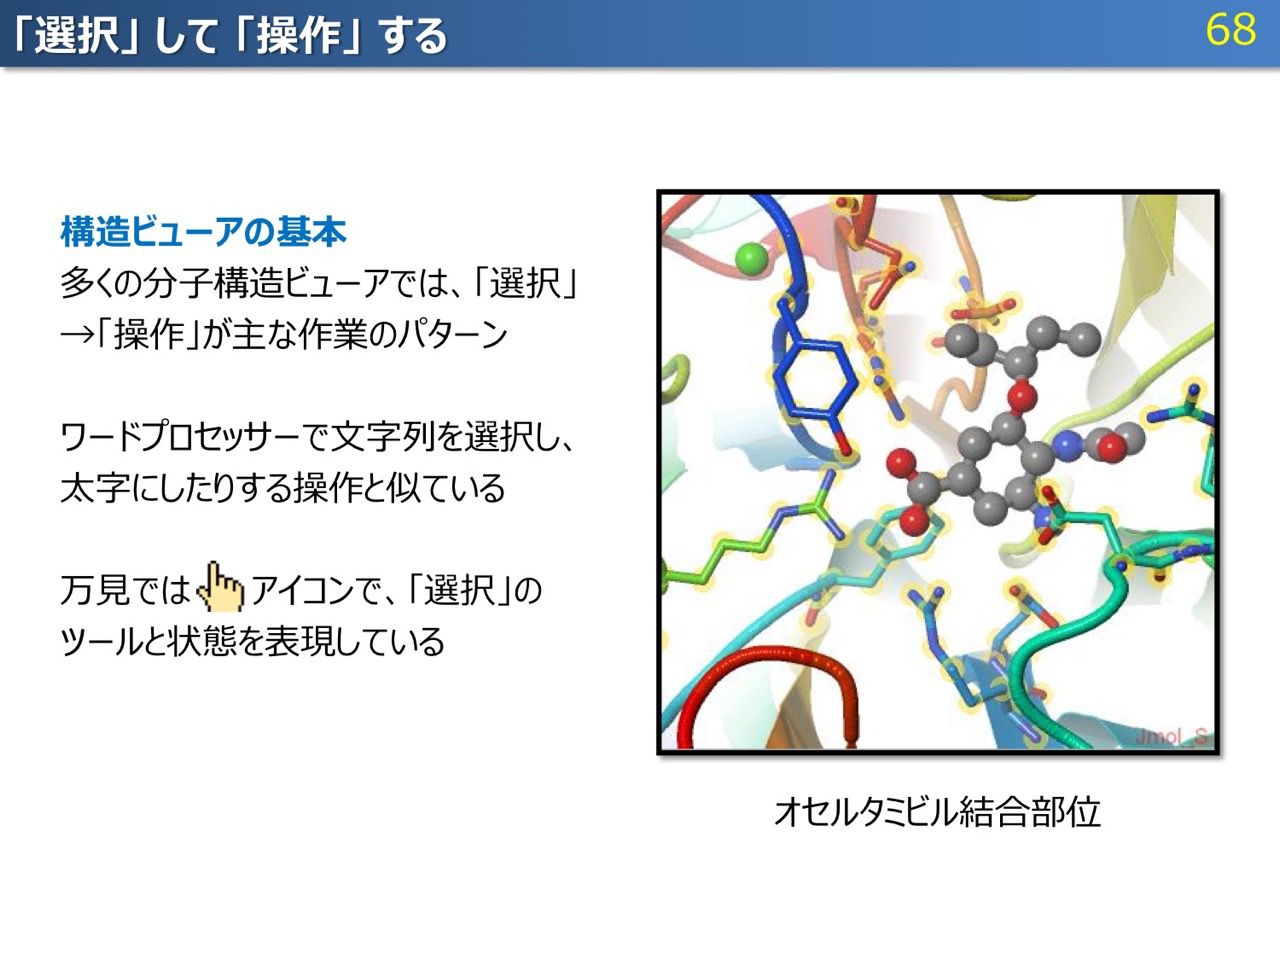 「選択」して「操作」する
68
構造ビューアの基本
多くの分子構造ビューアでは、「選択」
→「操作」が主な作業のパターン
ワードプロセッサーで文字列を選択し、
太字にしたりする操作と似ている
万見では アイコンで、「選択」の
ツールと状態を表現している
Jmol_S
オセルタミビル結合部位